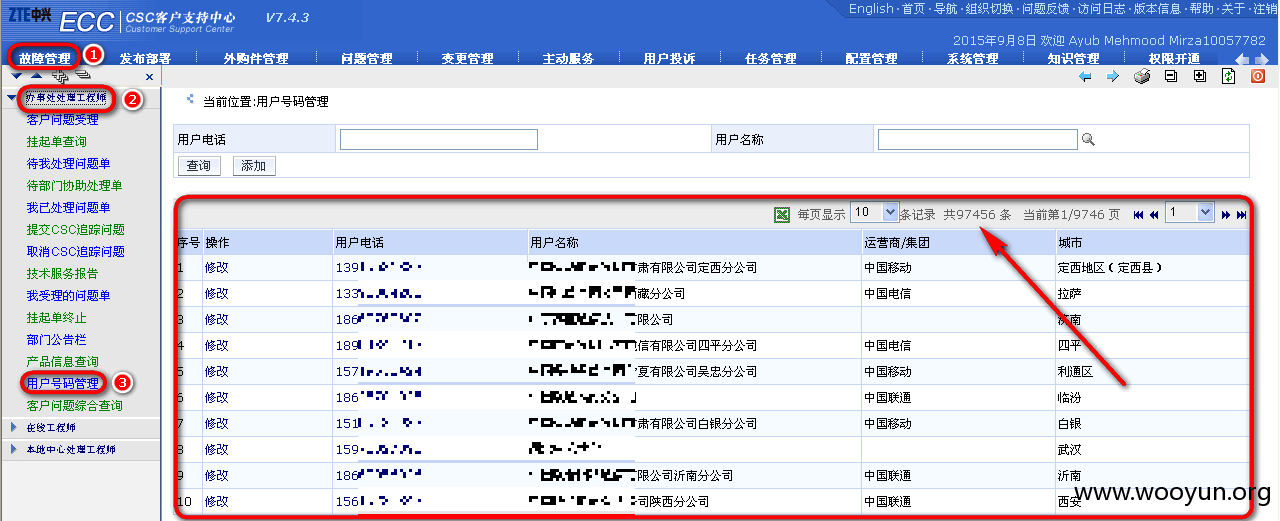 ZTE中兴 ECC CSC客户支持中心 V7.4.3
Customer Support Center
English · 首页 · 导航 · 组织切换 · 问题反馈 · 访问日志 · 版本信息 · 帮助 · 关于 · 注销
2015年9月8日 欢迎 Ayub Mehmood Mirza10057782
故障管理 1 发布部署 外购件管理 问题管理 变更管理 主动服务 用户投诉 任务管理 配置管理 系统管理 知识管理 权限开通
办事处处理工程师 2
客户问题受理
挂起单查询
待我处理问题单
待部门协助处理单
我已处理问题单
提交CSC追踪问题
取消CSC追踪问题
技术服务报告
我受理的问题单
挂起单终止
部门公告栏
产品信息查询
用户号码管理 3
客户问题综合查询
在线工程师
本地中心处理工程师
当前位置:用户号码管理
用户电话 用户名称
查询 添加
每页显示 10 条记录 共97456 条 当前第1/9746 页 1
序号 操作 用户电话 用户名称 运营商/集团 城市
1 修改 139 肃有限公司定西分公司 中国移动 定西地区（定西县）
2 修改 133 藏分公司 中国电信 拉萨
3 修改 186 限公司 济南
4 修改 189 信有限公司四平分公司 中国电信 四平
5 修改 157 夏有限公司吴忠分公司 中国移动 利通区
6 修改 186 中国联通 临汾
7 修改 151 肃有限公司白银分公司 中国移动 白银
8 修改 159 武汉
9 修改 186 限公司沂南分公司 中国联通 沂南
10 修改 156 司陕西分公司 中国联通 西安
www.wooyun.org